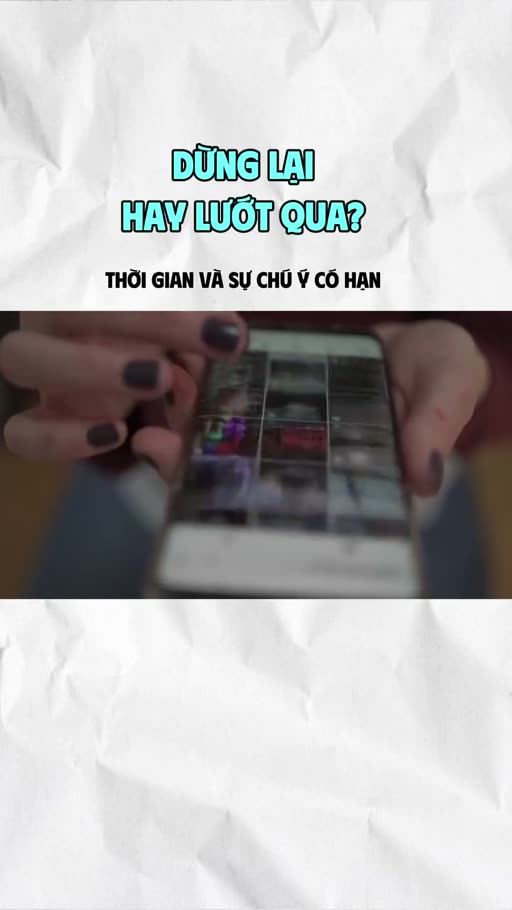 DỪNG LẠI
HAY LƯỚT QUA?
THỜI GIAN VÀ SỰ CHÚ Ý CÓ HẠN